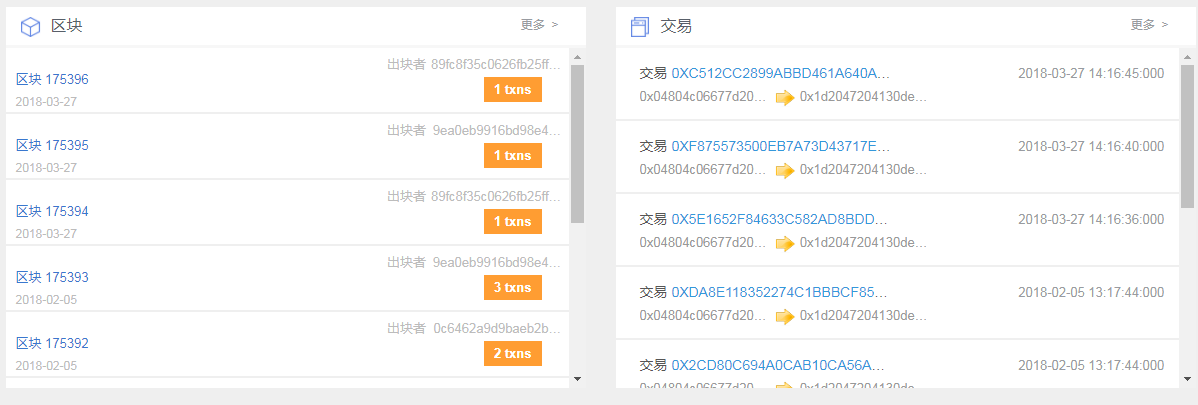 区块 更多 >
出块者 89fc8f35c0626fb25ff...
区块 175396
1 txns
2018-03-27
出块者 9ea0eb9916bd98e4...
区块 175395
1 txns
2018-03-27
出块者 89fc8f35c0626fb25ff...
区块 175394
1 txns
2018-03-27
出块者 9ea0eb9916bd98e4...
区块 175393
3 txns
2018-02-05
出块者 0c6462a9d9baeb2b...
区块 175392
2 txns
2018-02-05
交易 更多 >
交易 0XC512CC2899ABBD461A640A... 2018-03-27 14:16:45:000
0x04804c06677d20... 0x1d2047204130de...
交易 0XF875573500EB7A73D43717E... 2018-03-27 14:16:40:000
0x04804c06677d20... 0x1d2047204130de...
交易 0X5E1652F84633C582AD8BDD... 2018-03-27 14:16:36:000
0x04804c06677d20... 0x1d2047204130de...
交易 0XDA8E118352274C1BBBCF85... 2018-02-05 13:17:44:000
0x04804c06677d20... 0x1d2047204130de...
交易 0X2CD80C694A0CAB10CA56A... 2018-02-05 13:17:44:000
0x04804c06677d20... 0x1d2047204130de...